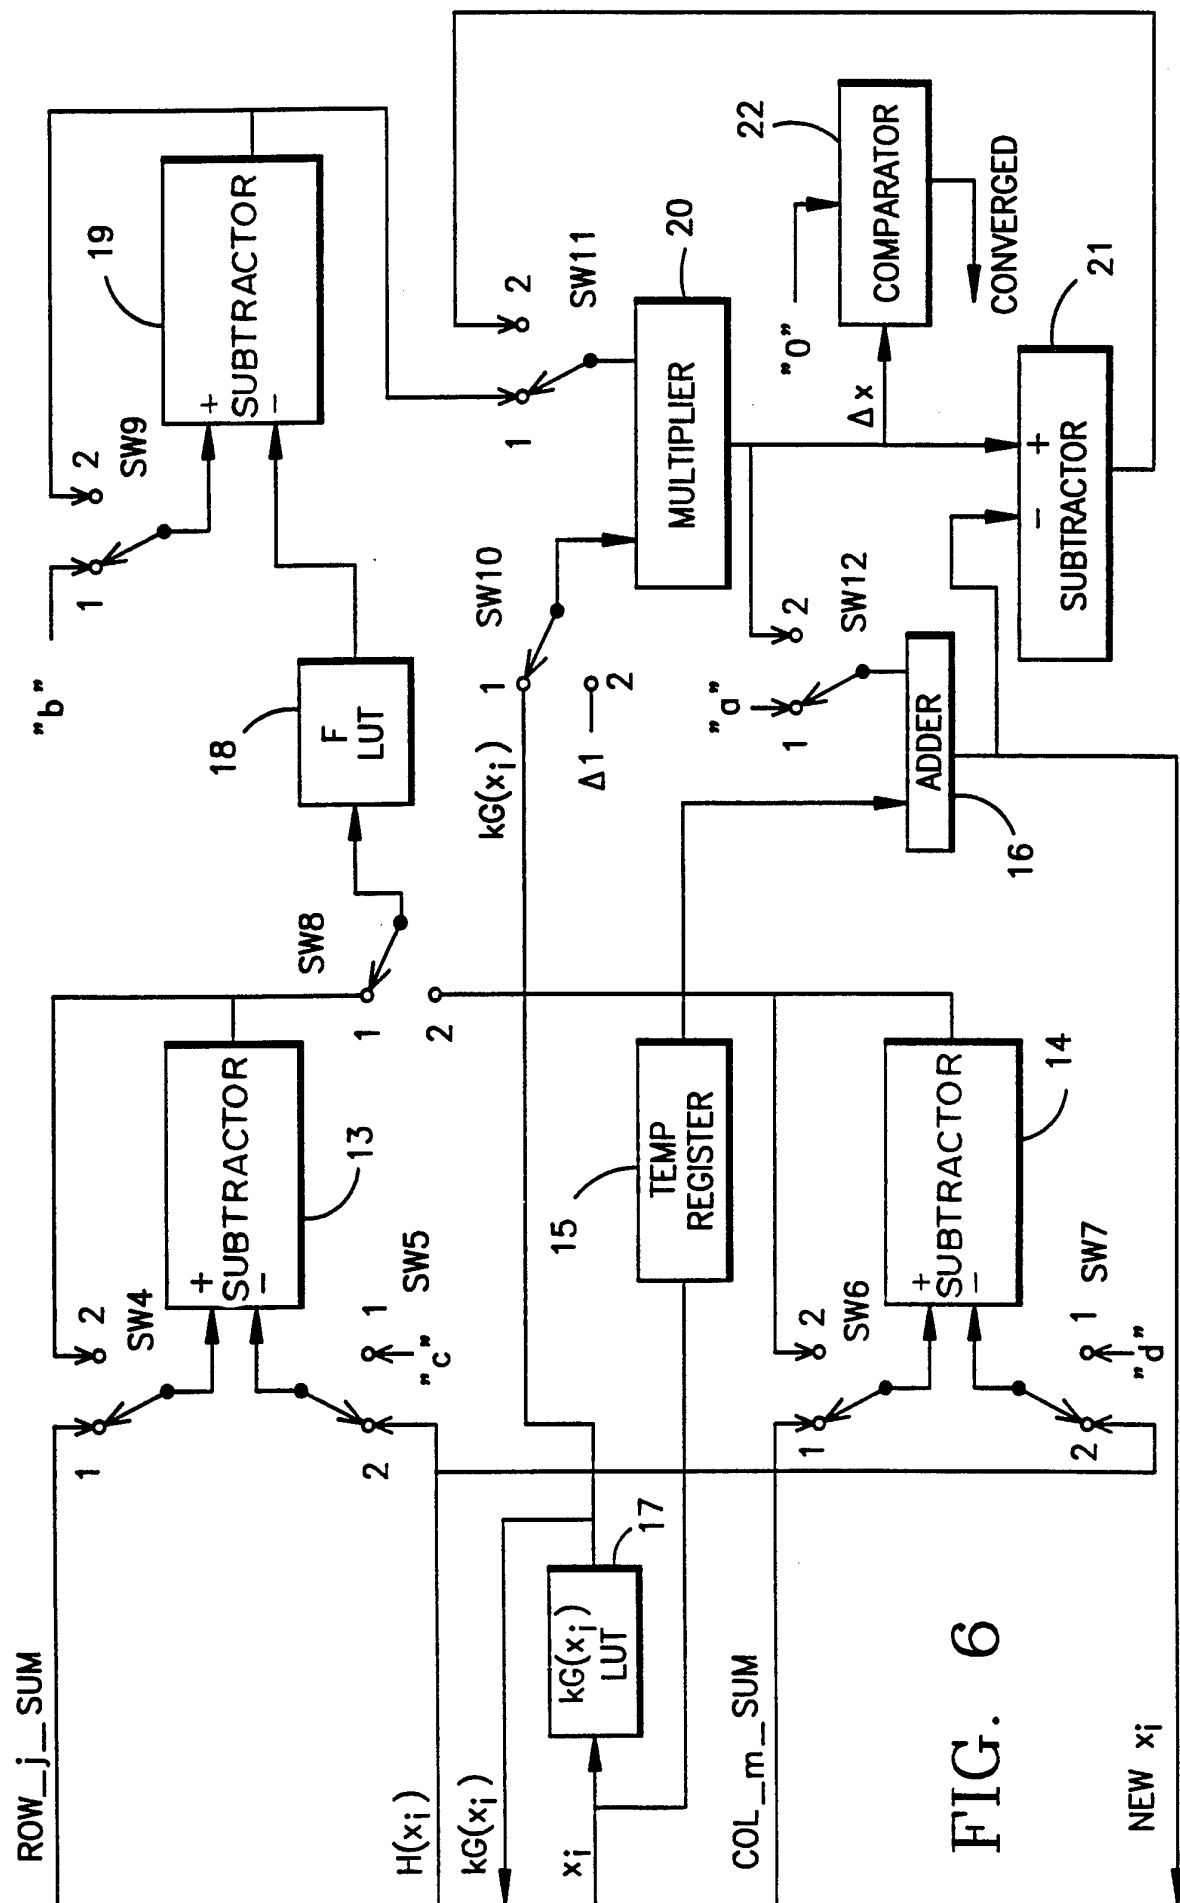 ROW_j_SUM
1
2
SW4
+
−
SUBTRACTOR
13
SW5
1
"c"
2
H(xi)
kG(xi)
xi
kG(xi)
LUT
17
COL_m_SUM
NEW xi
SW8
1
2
"b"
1
2
SW9
+
−
SUBTRACTOR
19
F
LUT
18
kG(xi)
1
SW10
Δ1
2
1
2
SW11
MULTIPLIER
20
TEMP
REGISTER
15
1
2
SW6
+
−
SUBTRACTOR
14
SW7
1
"d"
2
"a"
1
2
SW12
ADDER
16
Δx
"0"
COMPARATOR
22
CONVERGED
−
+
SUBTRACTOR
21
FIG. 6